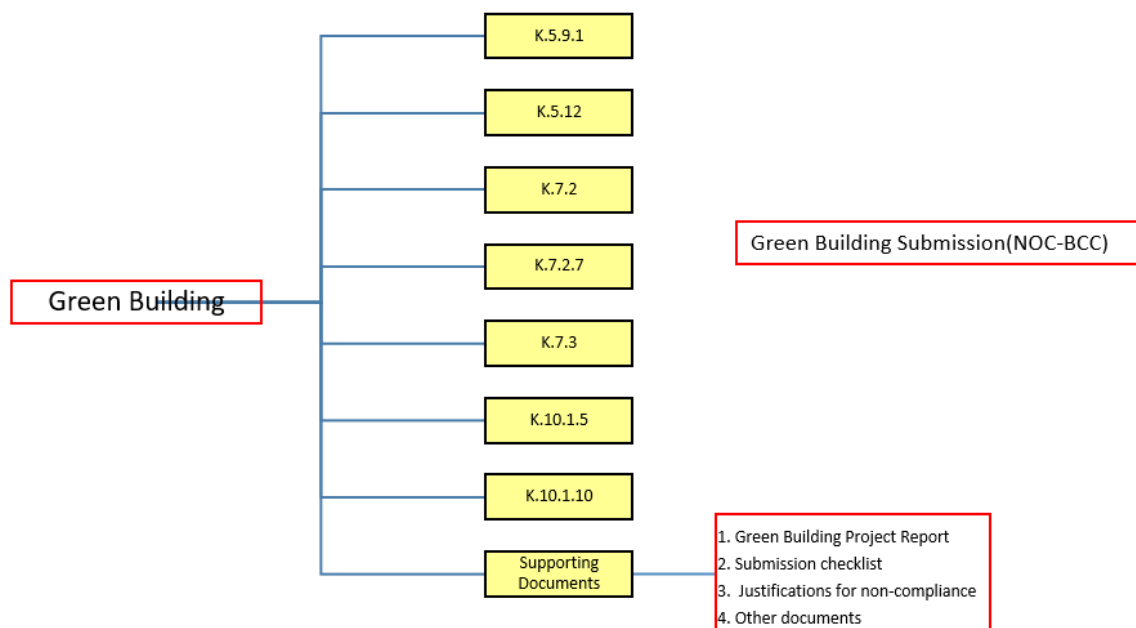 K.5.9.1
K.5.12
K.7.2
Green Building Submission(NOC-BCC)
K.7.2.7
Green Building
K.7.3
K.10.1.5
K.10.1.10
Supporting
Documents
1. Green Building Project Report
2. Submission checklist
3. Justifications for non-compliance
4. Other documents